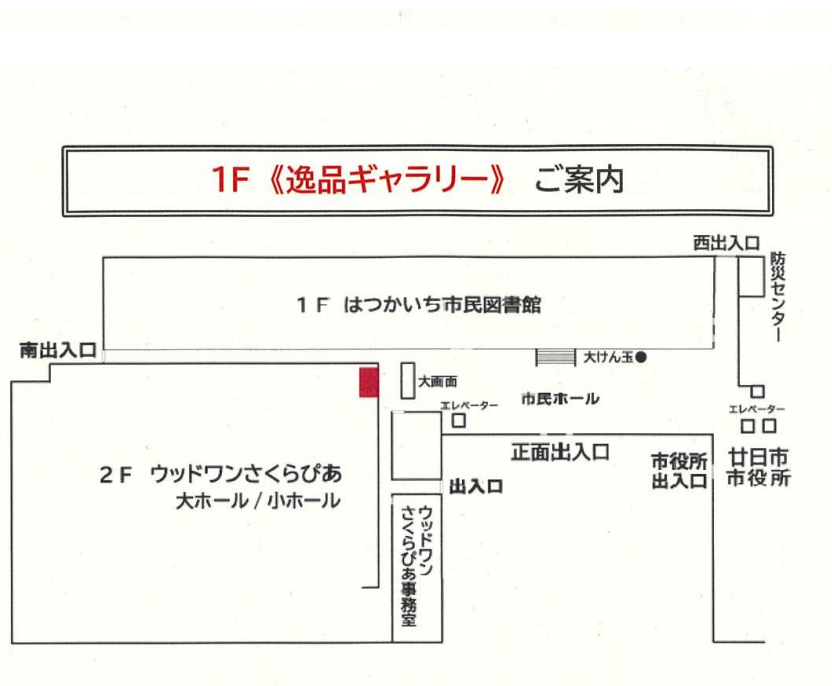 1F《逸品ギャラリー》 ご案内
西出入口
防災センター
1F はつかいち市民図書館
南出入口
大けん玉●
大画面
市民ホール
エレベーター
エレベーター
正面出入口
市役所
出入口
廿日市
市役所
2F ウッドワンさくらぴあ
大ホール / 小ホール
出入口
ウッドワン
さくらぴあ事務室